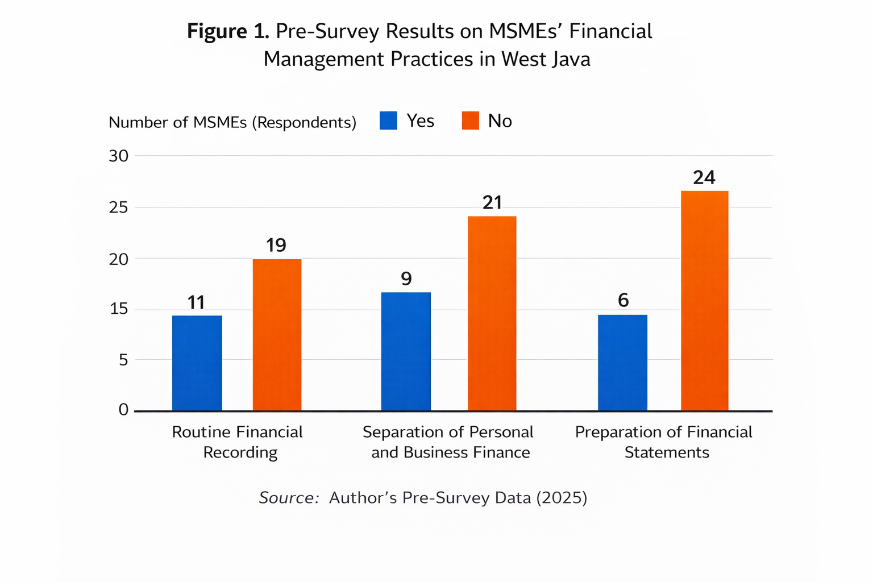 Figure 1. Pre-Survey Results on MSMEs’ Financial
Management Practices in West Java
Number of MSMEs (Respondents) Yes No
30
25
20
15
5
0
11
19
9
21
6
24
Routine Financial
Recording
Separation of Personal
and Business Finance
Preparation of Financial
Statements
Source: Author’s Pre-Survey Data (2025)